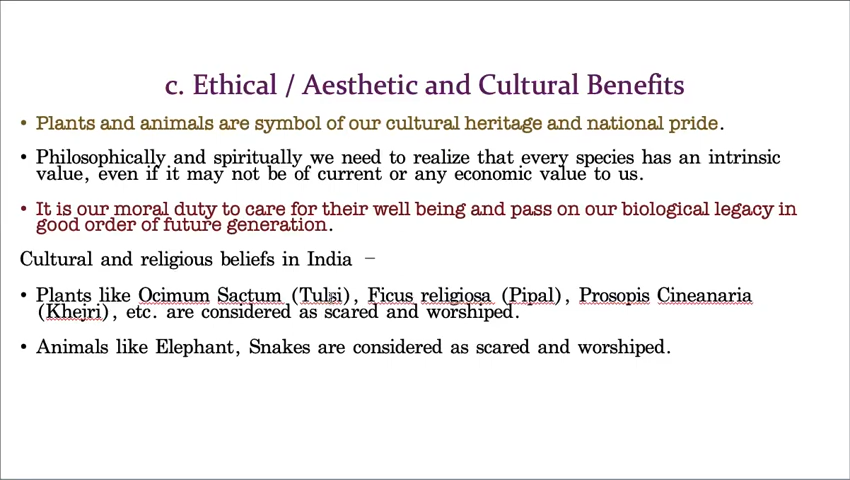 c. Ethical / Aesthetic and Cultural Benefits
• Plants and animals are symbol of our cultural heritage and national pride.
• Philosophically and spiritually we need to realize that every species has an intrinsic
value, even if it may not be of current or any economic value to us.
• It is our moral duty to care for their well being and pass on our biological legacy in
good order of future generation.
Cultural and religious beliefs in India –
• Plants like Ocimum Sactum (Tulsi), Ficus religiosa (Pipal), Prosopis Cineanaria
(Khejri), etc. are considered as scared and worshiped.
• Animals like Elephant, Snakes are considered as scared and worshiped.